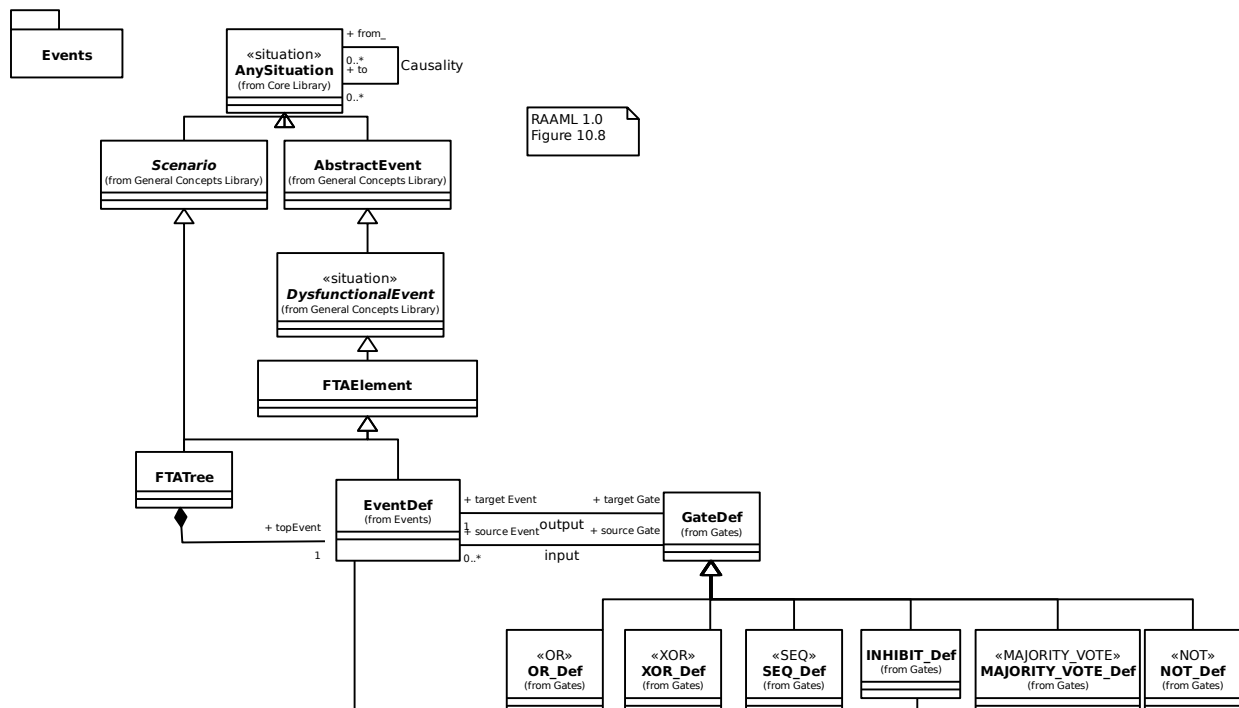 Events
«situation»
AnySituation
(from Core Library)
+ from_
0..*
+ to
0..*
Causality
RAAML 1.0
Figure 10.8
Scenario
(from General Concepts Library)
AbstractEvent
(from General Concepts Library)
«situation»
DysfunctionalEvent
(from General Concepts Library)
FTAElement
FTATree
+ topEvent
1
EventDef
(from Events)
+ target Event
1
output
+ target Gate
+ source Event
0..*
input
+ source Gate
GateDef
(from Gates)
«OR»
OR_Def
(from Gates)
«XOR»
XOR_Def
(from Gates)
«SEQ»
SEQ_Def
(from Gates)
INHIBIT_Def
(from Gates)
«MAJORITY_VOTE»
MAJORITY_VOTE_Def
(from Gates)
«NOT»
NOT_Def
(from Gates)